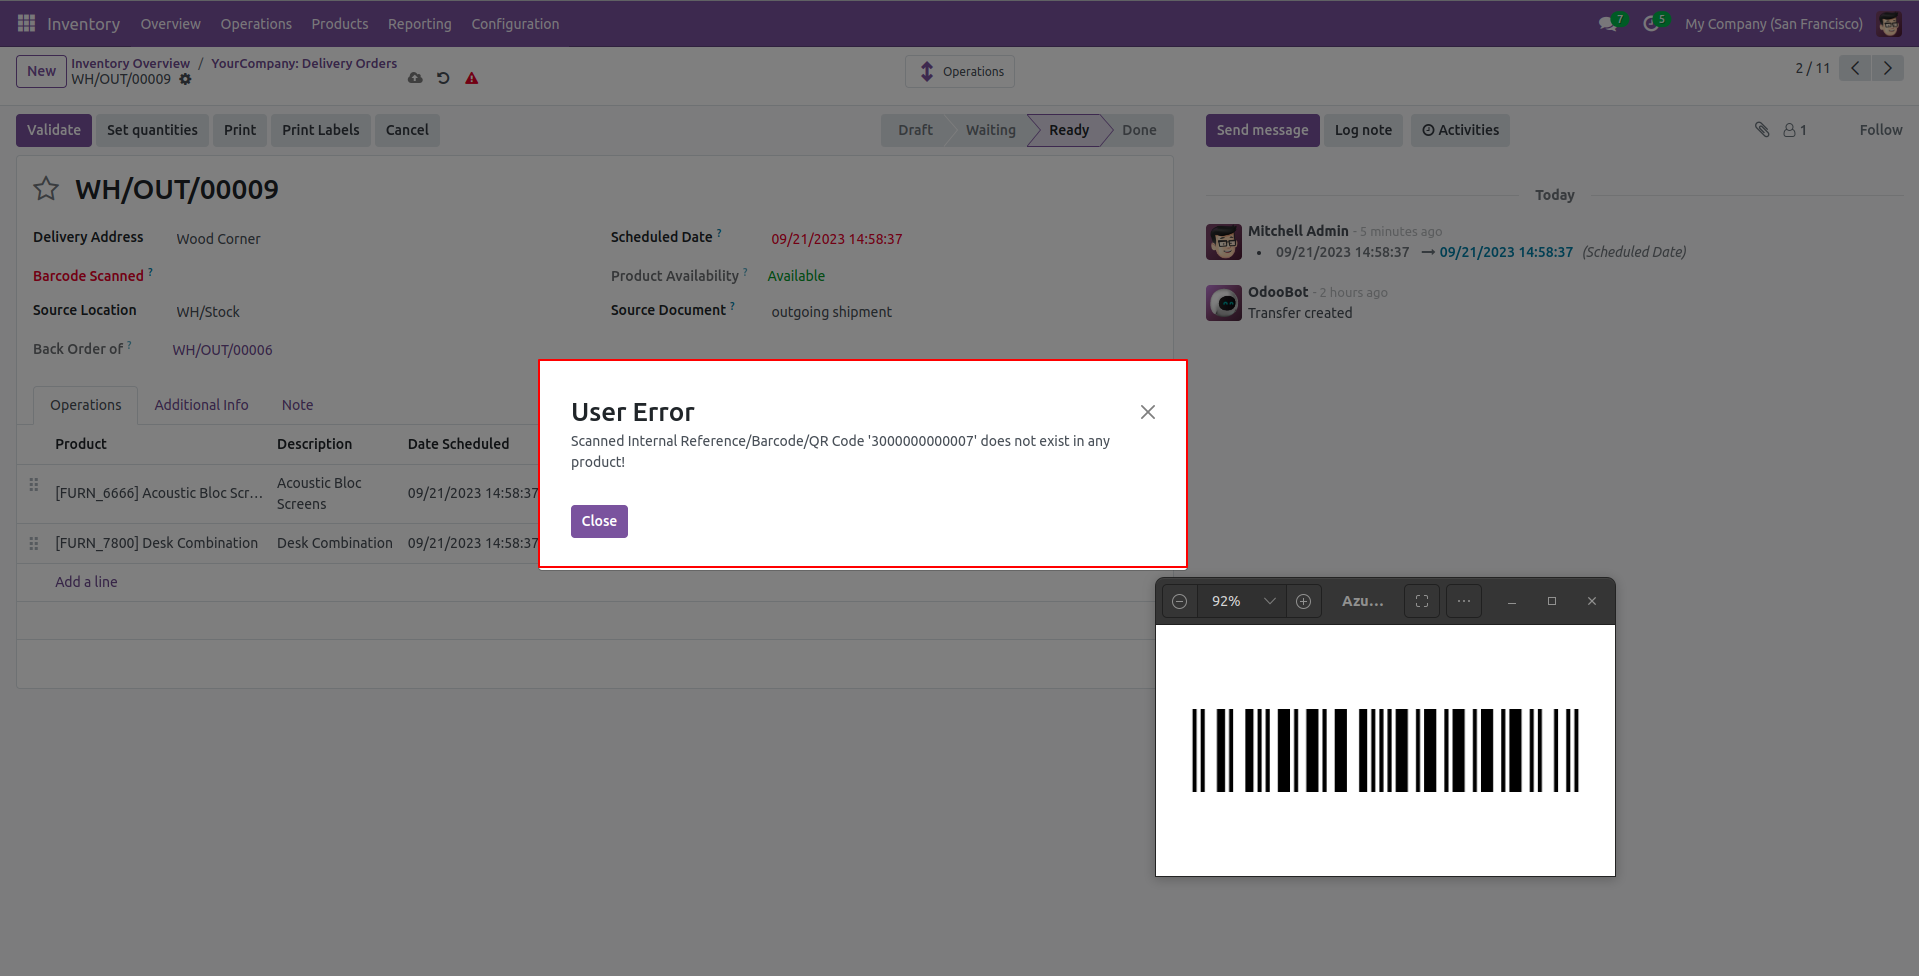 Inventory Overview Operations Products Reporting Configuration 7 5 My Company (San Francisco)
New Inventory Overview / YourCompany: Delivery Orders
WH/OUT/00009
Operations
2 / 11
Validate Set quantities Print Print Labels Cancel Draft Waiting Ready Done
Send message Log note Activities 1 Follow
WH/OUT/00009
Delivery Address Wood Corner
Barcode Scanned ?
Source Location WH/Stock
Back Order of ? WH/OUT/00006
Scheduled Date ? 09/21/2023 14:58:37
Product Availability ? Available
Source Document ? outgoing shipment
Operations Additional Info Note
Product Description Date Scheduled
[FURN_6666] Acoustic Bloc Scr... Acoustic Bloc Screens 09/21/2023 14:58:37
[FURN_7800] Desk Combination Desk Combination 09/21/2023 14:58:37
Add a line
Today
Mitchell Admin - 5 minutes ago
• 09/21/2023 14:58:37 → 09/21/2023 14:58:37 (Scheduled Date)
OdooBot - 2 hours ago
Transfer created
User Error
Scanned Internal Reference/Barcode/QR Code '3000000000007' does not exist in any
product!
Close
92% Azu...